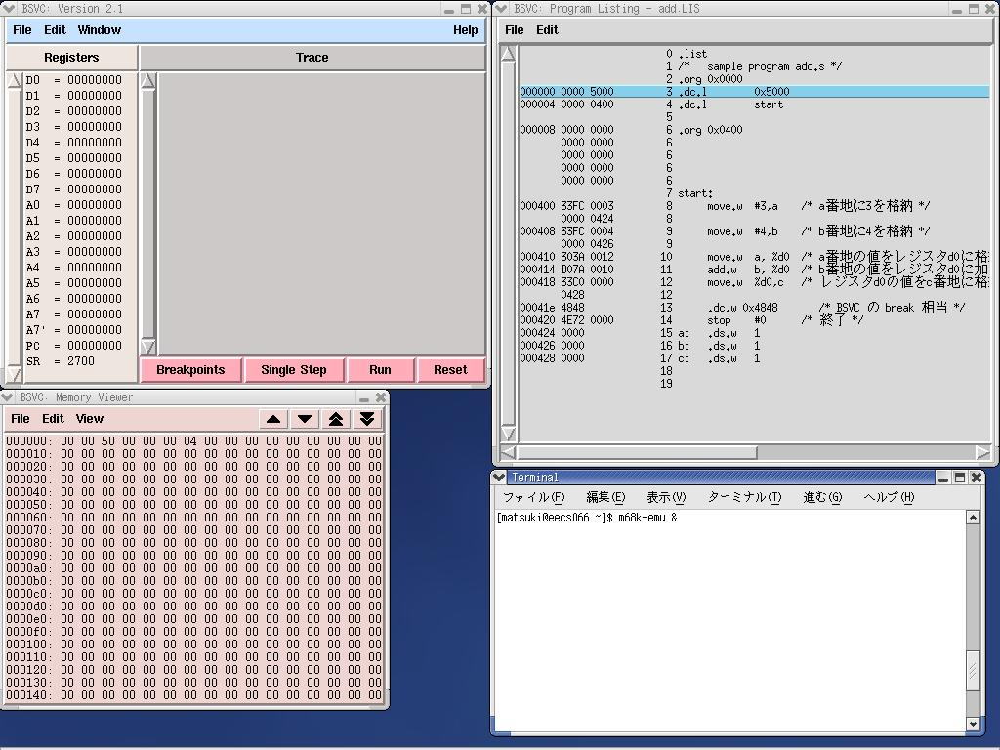 BSVC: Version 2.1
File Edit Window Help
Registers Trace
D0 = 00000000
D1 = 00000000
D2 = 00000000
D3 = 00000000
D4 = 00000000
D5 = 00000000
D6 = 00000000
D7 = 00000000
A0 = 00000000
A1 = 00000000
A2 = 00000000
A3 = 00000000
A4 = 00000000
A5 = 00000000
A6 = 00000000
A7 = 00000000
A7' = 00000000
PC = 00000000
SR = 2700
Breakpoints Single Step Run Reset
BSVC: Memory Viewer
File Edit View
000000: 00 00 50 00 00 00 04 00 00 00 00 00 00 00 00 00
000010: 00 00 00 00 00 00 00 00 00 00 00 00 00 00 00 00
000020: 00 00 00 00 00 00 00 00 00 00 00 00 00 00 00 00
000030: 00 00 00 00 00 00 00 00 00 00 00 00 00 00 00 00
000040: 00 00 00 00 00 00 00 00 00 00 00 00 00 00 00 00
000050: 00 00 00 00 00 00 00 00 00 00 00 00 00 00 00 00
000060: 00 00 00 00 00 00 00 00 00 00 00 00 00 00 00 00
000070: 00 00 00 00 00 00 00 00 00 00 00 00 00 00 00 00
000080: 00 00 00 00 00 00 00 00 00 00 00 00 00 00 00 00
000090: 00 00 00 00 00 00 00 00 00 00 00 00 00 00 00 00
0000a0: 00 00 00 00 00 00 00 00 00 00 00 00 00 00 00 00
0000b0: 00 00 00 00 00 00 00 00 00 00 00 00 00 00 00 00
0000c0: 00 00 00 00 00 00 00 00 00 00 00 00 00 00 00 00
0000d0: 00 00 00 00 00 00 00 00 00 00 00 00 00 00 00 00
0000e0: 00 00 00 00 00 00 00 00 00 00 00 00 00 00 00 00
0000f0: 00 00 00 00 00 00 00 00 00 00 00 00 00 00 00 00
000100: 00 00 00 00 00 00 00 00 00 00 00 00 00 00 00 00
000110: 00 00 00 00 00 00 00 00 00 00 00 00 00 00 00 00
000120: 00 00 00 00 00 00 00 00 00 00 00 00 00 00 00 00
000130: 00 00 00 00 00 00 00 00 00 00 00 00 00 00 00 00
000140: 00 00 00 00 00 00 00 00 00 00 00 00 00 00 00 00
BSVC: Program Listing - add.LIS
File Edit
0 .list
1 /* sample program add.s */
2 .org 0x0000
000000 0000 5000 3 .dc.l 0x5000
000004 0000 0400 4 .dc.l start
5
000008 0000 0000 6 .org 0x0400
0000 0000 6
0000 0000 6
0000 0000 6
0000 0000 6
7 start:
000400 33FC 0003 8 move.w #3,a /* a番地に3を格納 */
0000 0424 8
000408 33FC 0004 9 move.w #4,b /* b番地に4を格納 */
0000 0426 9
000410 303A 0012 10 move.w a, %d0 /* a番地の値をレジスタd0に格
000414 D07A 0010 11 add.w b, %d0 /* b番地の値をレジスタd0に加
000418 33C0 0000 12 move.w %d0,c /* レジスタd0の値をc番地に格
0428 12
00041e 4848 13 .dc.w 0x4848 /* BSVC の break 相当 */
000420 4E72 0000 14 stop #0 /* 終了 */
000424 0000 15 a: .ds.w 1
000426 0000 16 b: .ds.w 1
000428 0000 17 c: .ds.w 1
18
19
Terminal
ファイル(F) 編集(E) 表示(V) ターミナル(T) 進む(G) ヘルプ(H)
[matsuki@eecs066 ~]$ m68k-emu &